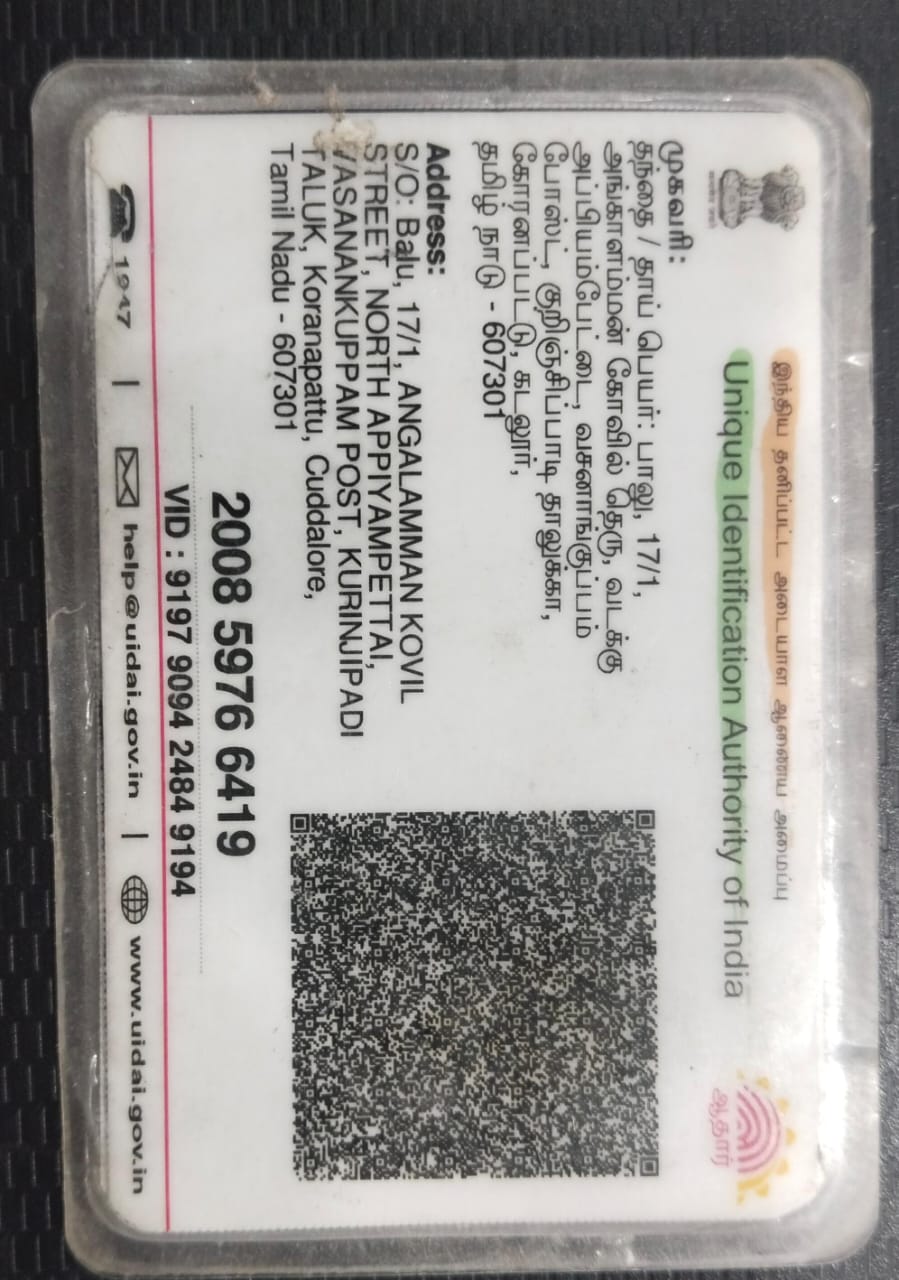 இந்திய தனிப்பட்ட அடையாள ஆணைய அமைப்பு
Unique Identification Authority of India
ஆதார்
முகவரி:
தந்தை / தாய் பெயர்: பாலு, 17/1,
அங்காளம்மன் கோவில் தெரு, வடக்கு
அப்பியம்பேட்டை, வசனாங்குப்பம்
போஸ்ட், குறிஞ்சிப்பாடி தாலுக்கா,
கோரனப்பட்டு, கடலூர்,
தமிழ் நாடு - 607301
Address:
S/O: Balu, 17/1, ANGALAMMAN KOVIL
STREET, NORTH APPIYAMPETTAI,
VASANANKUPPAM POST, KURINJIPADI
TALUK, Koranapattu, Cuddalore,
Tamil Nadu - 607301
2008 5976 6419
VID : 9197 9094 2484 9194
1947 | help@uidai.gov.in | www.uidai.gov.in